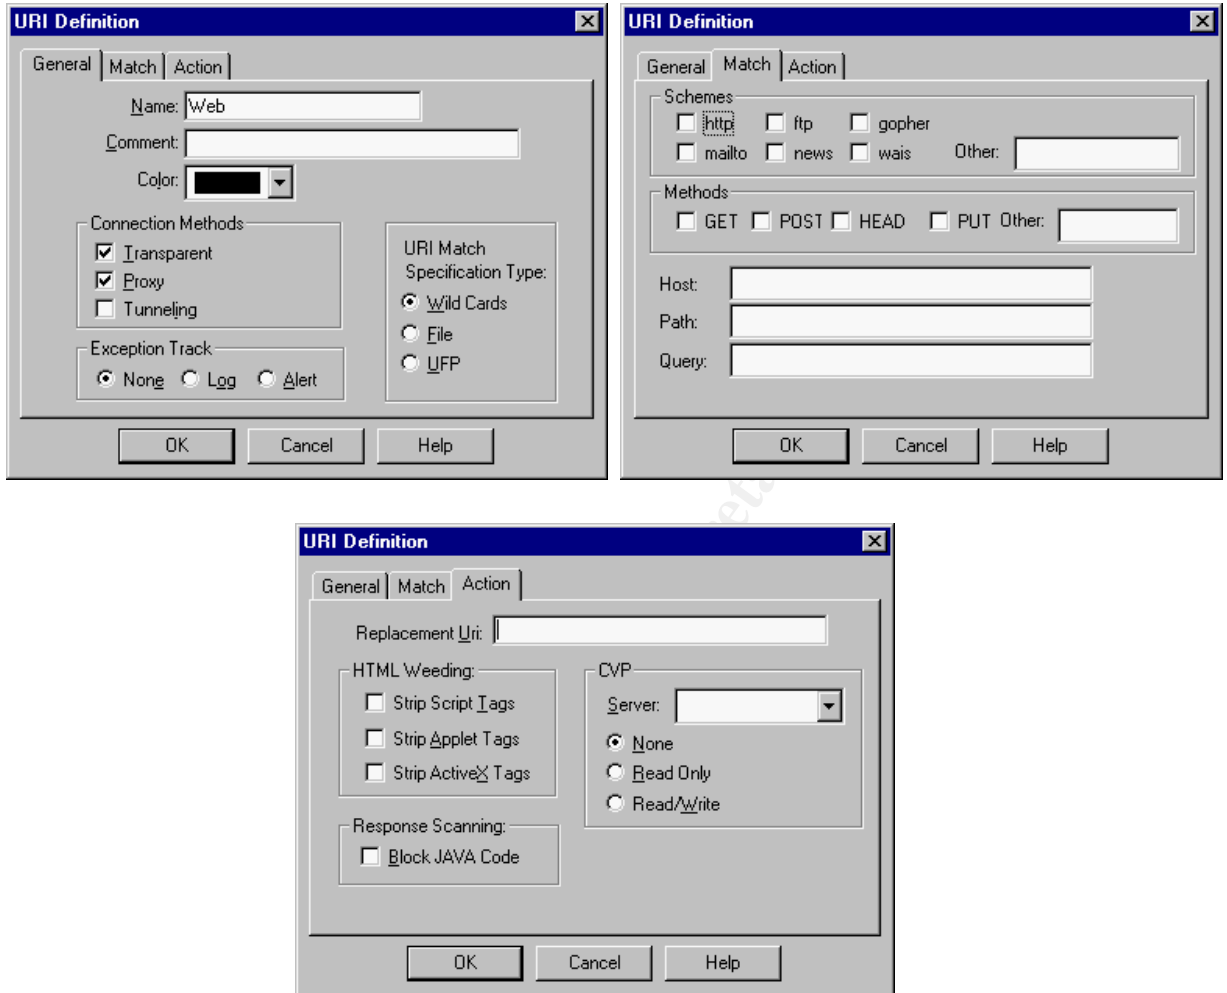 URI Definition
General Match Action
Name: Web
Comment:
Color:
Connection Methods
Transparent
Proxy
Tunneling
Exception Track
None Log Alert
URI Match
Specification Type:
Wild Cards
File
UFP
OK Cancel Help
URI Definition
General Match Action
Schemes
http ftp gopher
mailto news wais Other:
Methods
GET POST HEAD PUT Other:
Host:
Path:
Query:
OK Cancel Help
URI Definition
General Match Action
Replacement Uri:
HTML Weeding:
Strip Script Tags
Strip Applet Tags
Strip ActiveX Tags
Response Scanning:
Block JAVA Code
CVP
Server:
None
Read Only
Read/Write
OK Cancel Help